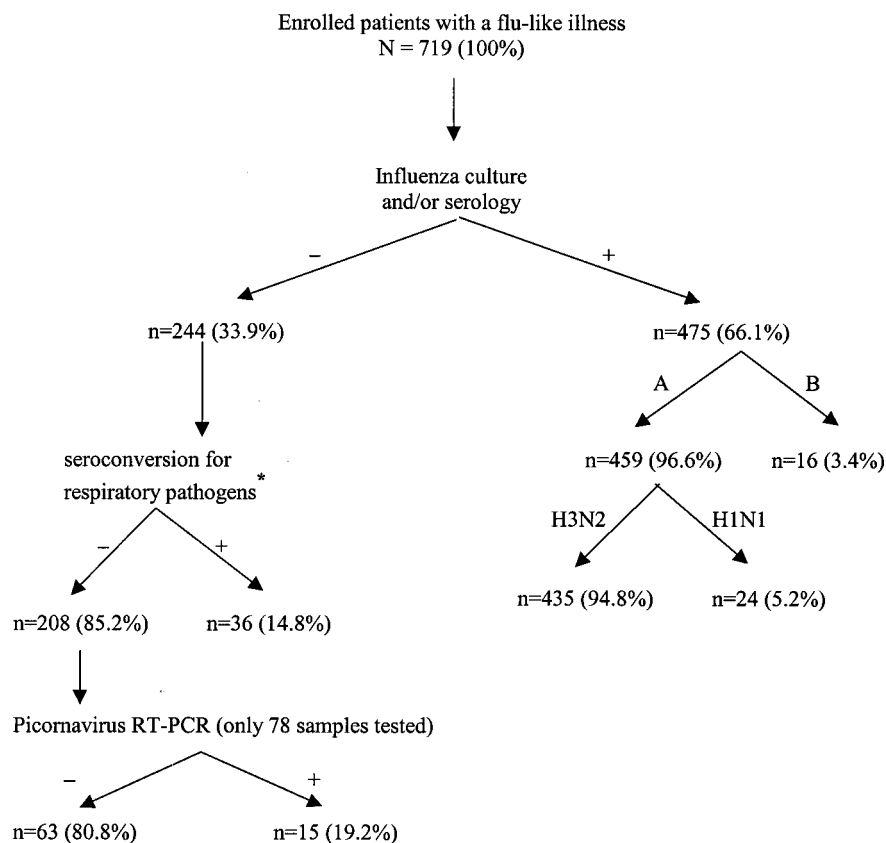 Enrolled patients with a flu-like illness
N = 719 (100%)
Influenza culture
and/or serology
– +
n=244 (33.9%) n=475 (66.1%)
A B
seroconversion for
respiratory pathogens*
n=459 (96.6%) n=16 (3.4%)
H3N2 H1N1
– +
n=208 (85.2%) n=36 (14.8%) n=435 (94.8%) n=24 (5.2%)
Picornavirus RT-PCR (only 78 samples tested)
– +
n=63 (80.8%) n=15 (19.2%)